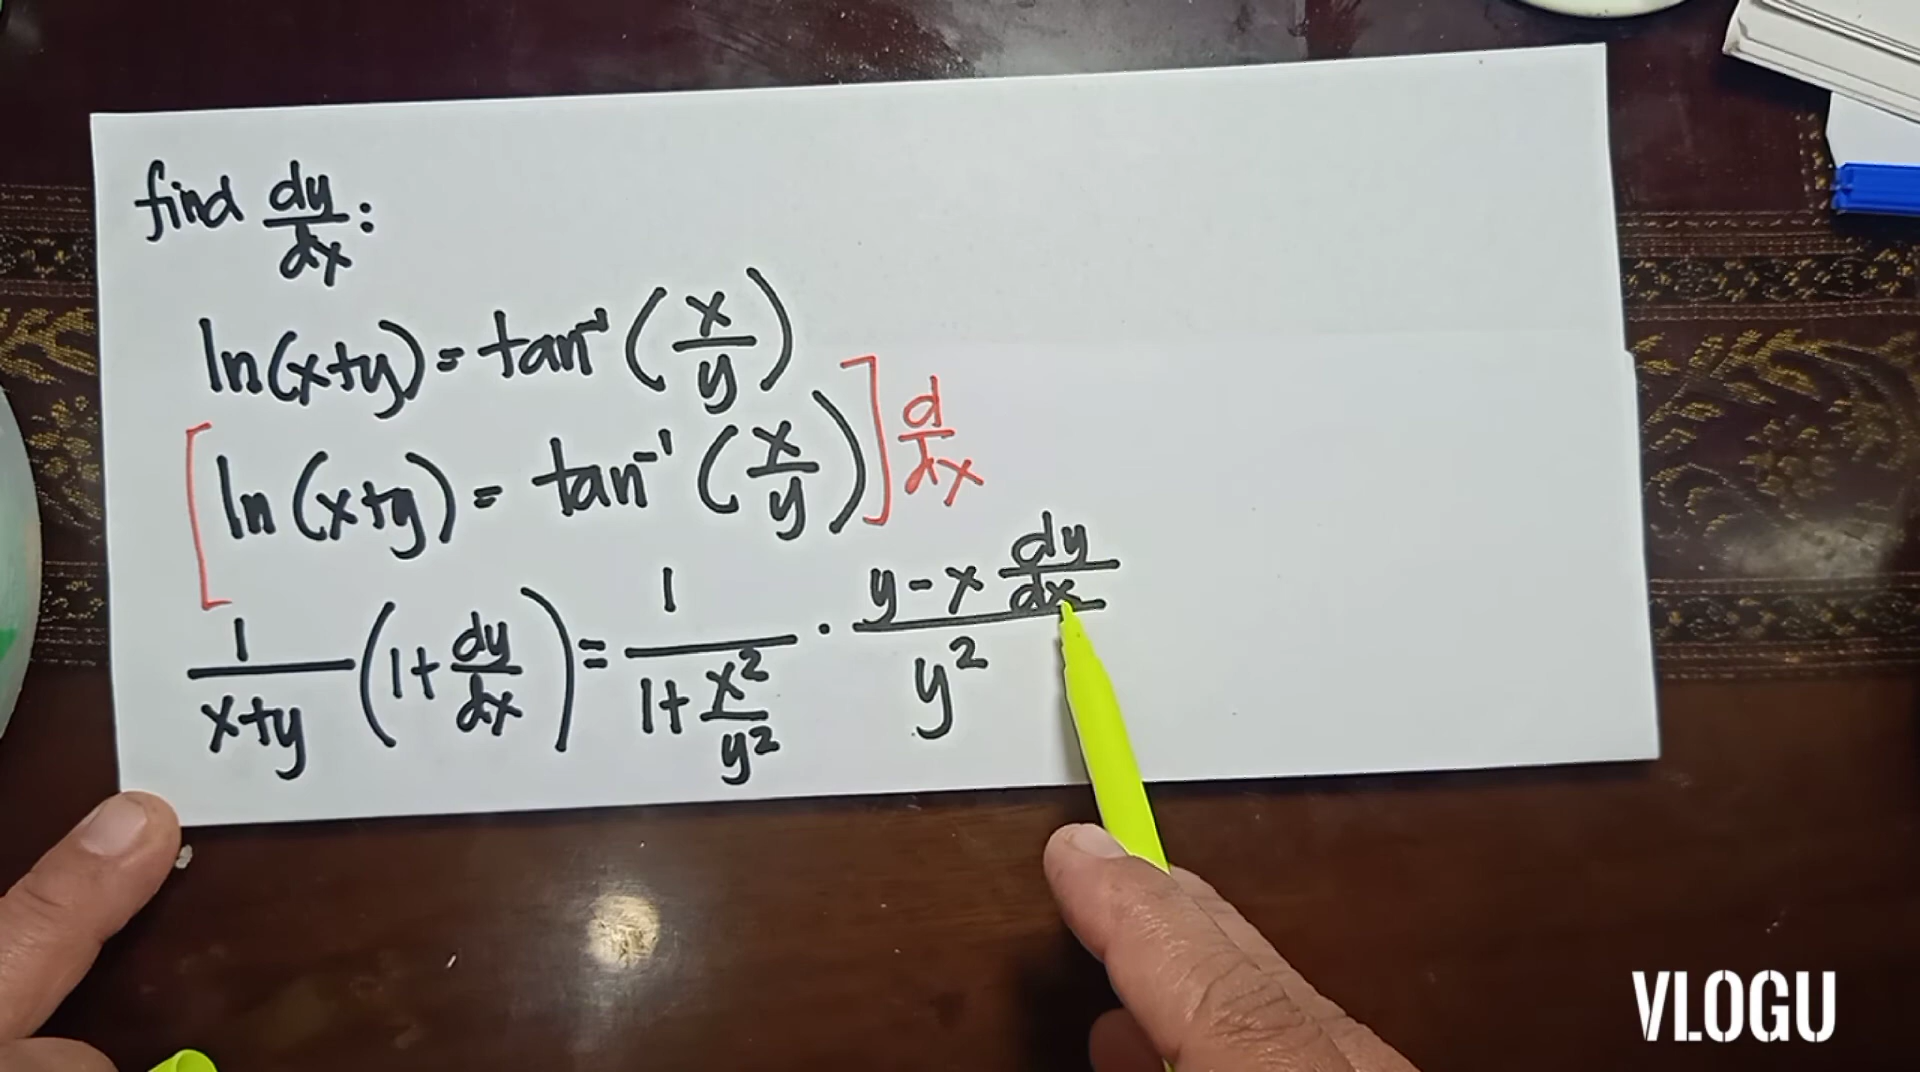 find dy/dx:
ln(x+y) = tan⁻¹(x/y)
[ln(x+y) = tan⁻¹(x/y)] d/dx
1/(x+y) (1 + dy/dx) = 1/(1 + x²/y²) · (y - x dy/dx)/y²
VLOGU